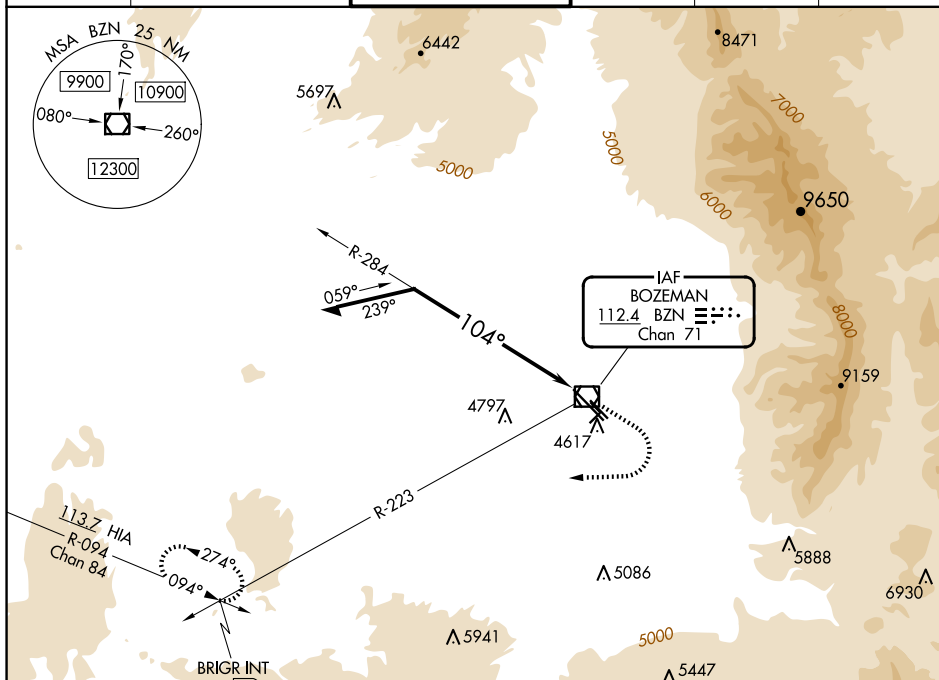 MSA BZN 25 NM
170°
9900
10900
080°
260°
12300
6442
5697
8471
7000
5000
5000
6000
9650
R-284
059°
239°
104°
IAF
BOZEMAN
112.4 BZN
Chan 71
8000
9159
4797
4617
R-223
113.7 HIA
R-094
Chan 84
274°
094°
5888
5086
6930
5941
5000
5447
BRIGR INT